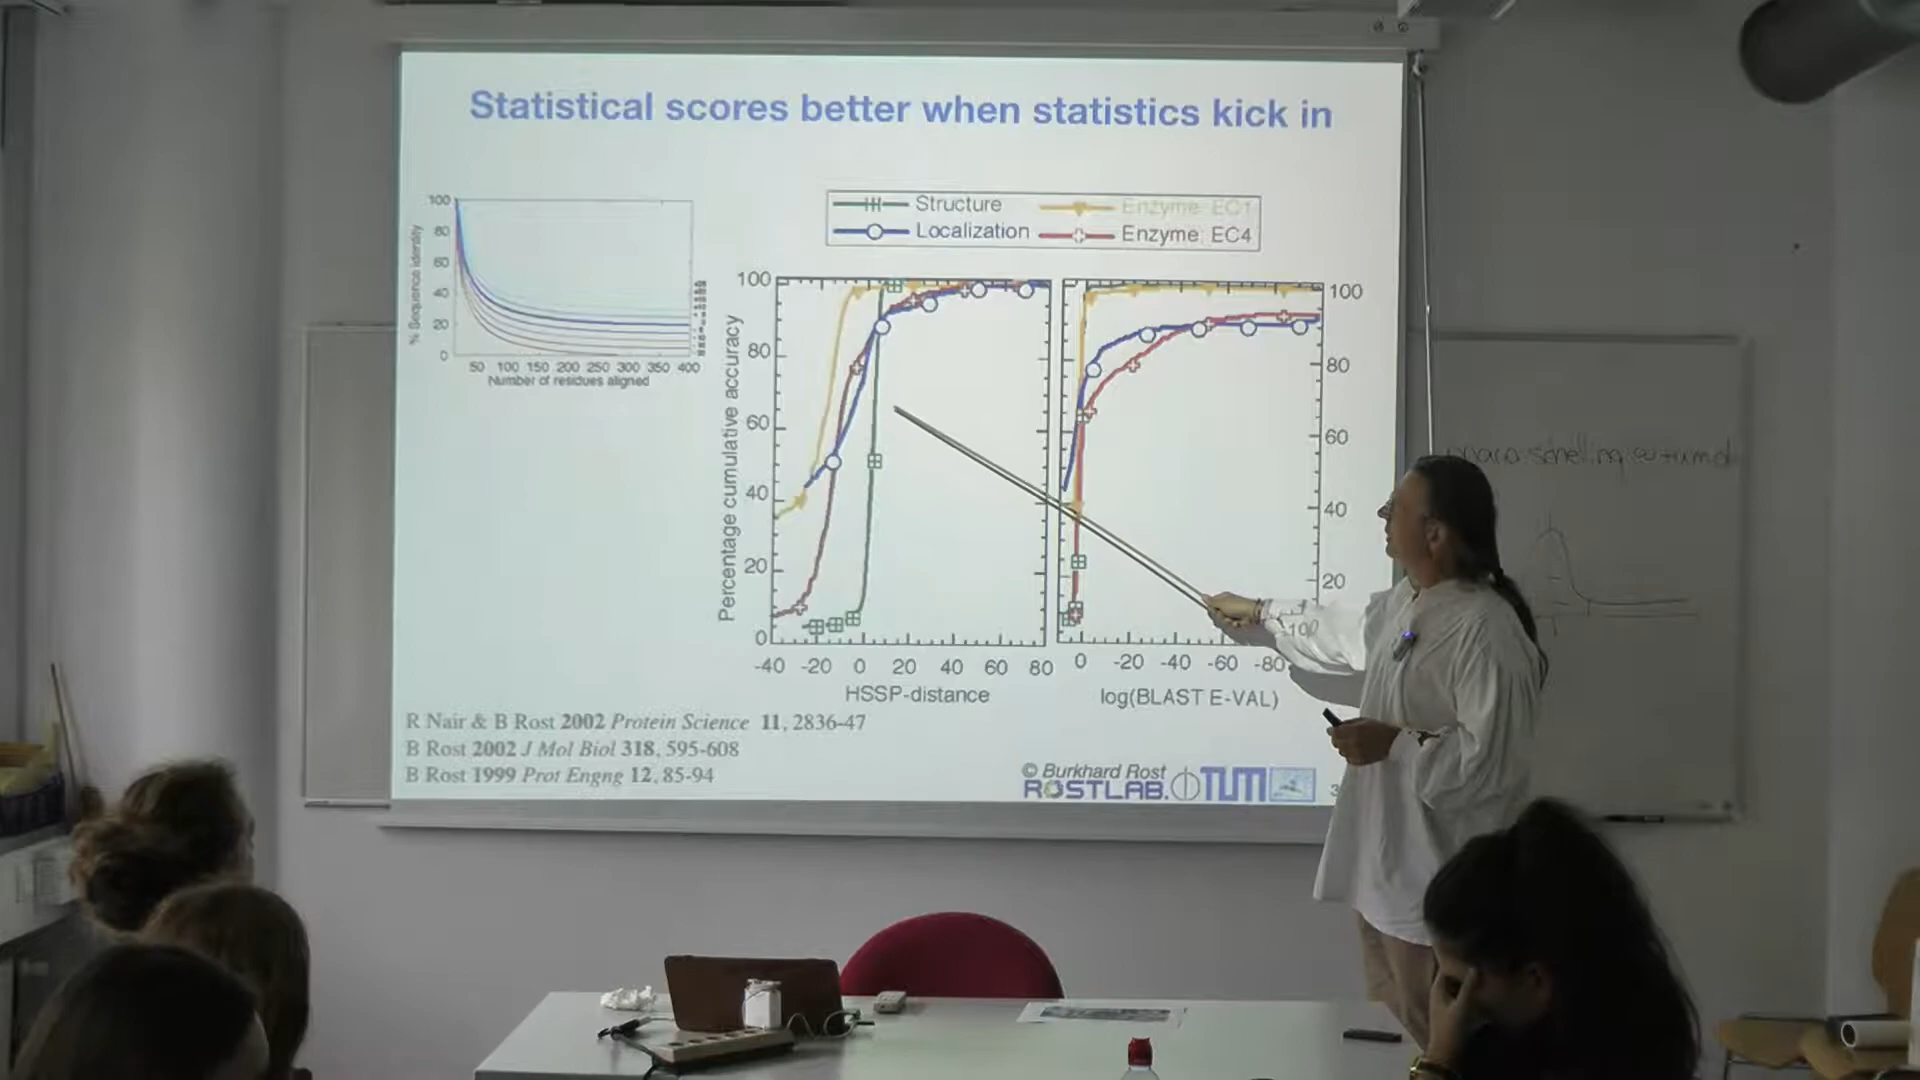 Statistical scores better when statistics kick in
Structure
Enzyme: EC1
Localization
Enzyme: EC4
100
80
60
40
20
0
% Sequence identity
50 100 150 200 250 300 350 400
Number of residues aligned
100
80
60
40
20
0
Percentage cumulative accuracy
-40 -20 0 20 40 60 80
HSSP-distance
100
80
60
40
20
0 -20 -40 -60 -80
log(BLAST E-VAL)
R Nair & B Rost 2002 Protein Science 11, 2836-47
B Rost 2002 J Mol Biol 318, 595-608
B Rost 1999 Prot Engng 12, 85-94
© Burkhard Rost
ROSTLAB.
TUM